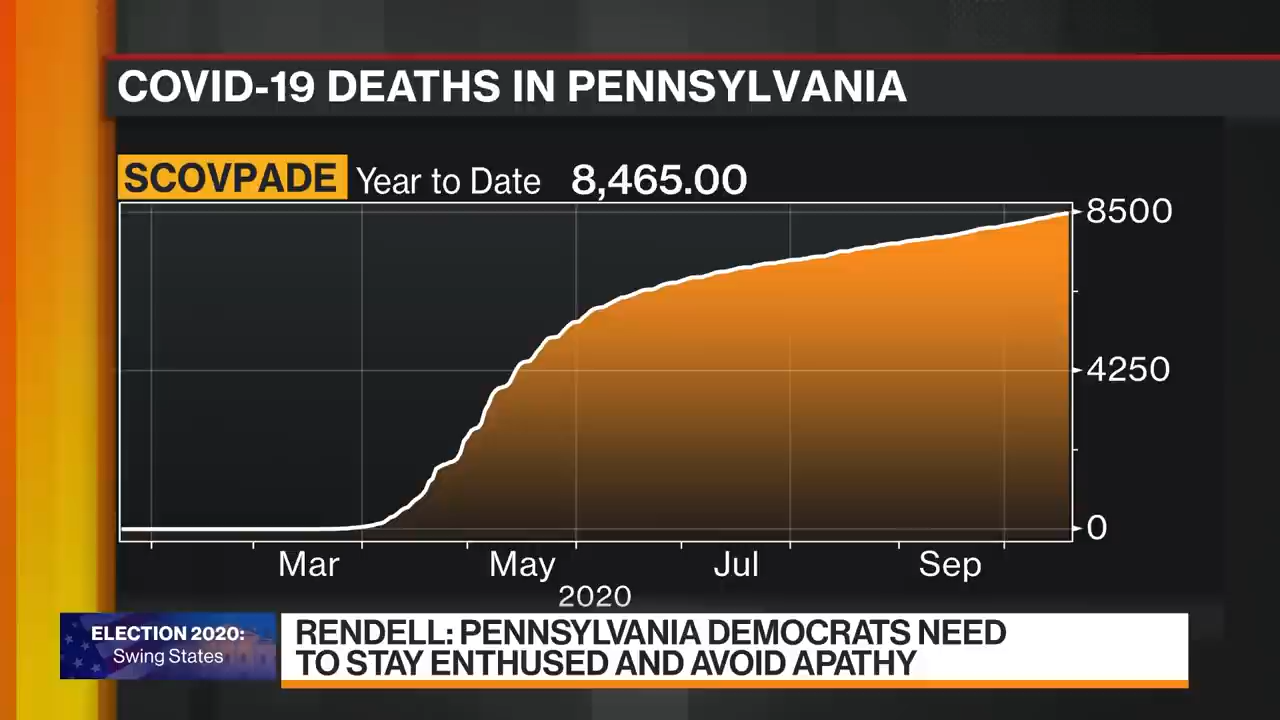 COVID-19 DEATHS IN PENNSYLVANIA
SCOVPADE Year to Date 8,465.00
8500
4250
0
Mar May Jul Sep
2020
ELECTION 2020:
Swing States
RENDELL: PENNSYLVANIA DEMOCRATS NEED
TO STAY ENTHUSED AND AVOID APATHY